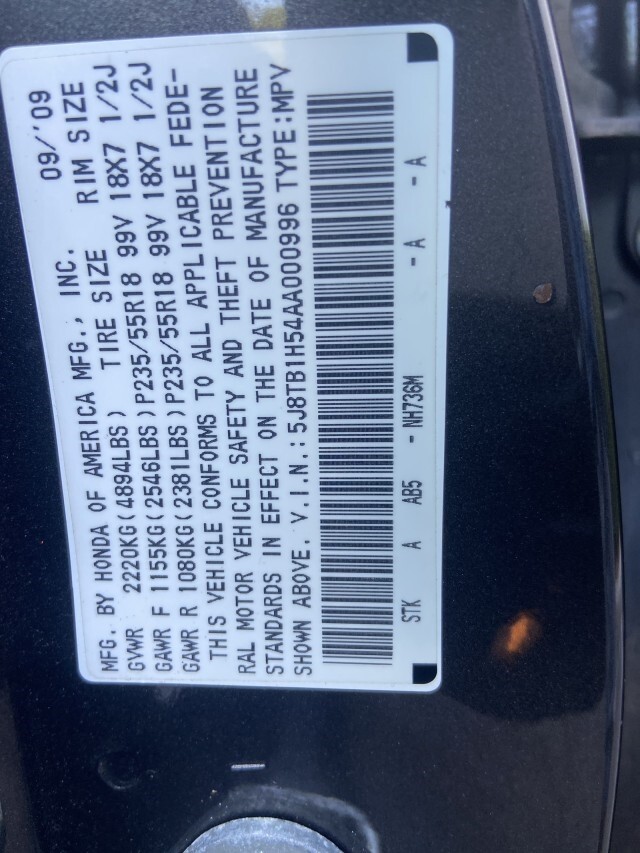 MFG. BY HONDA OF AMERICA MFG., INC. 09/'09
GVWR 2220KG(4894LBS) TIRE SIZE RIM SIZE
GAWR F 1155KG(2546LBS)P235/55R18 99V 18X7 1/2J
GAWR R 1080KG(2381LBS)P235/55R18 99V 18X7 1/2J
THIS VEHICLE CONFORMS TO ALL APPLICABLE FEDE-
RAL MOTOR VEHICLE SAFETY AND THEFT PREVENTION
STANDARDS IN EFFECT ON THE DATE OF MANUFACTURE
SHOWN ABOVE. V.I.N.:5J8TB1H54AA000996 TYPE:MPV
STK A AB5 - NH736M - A - A